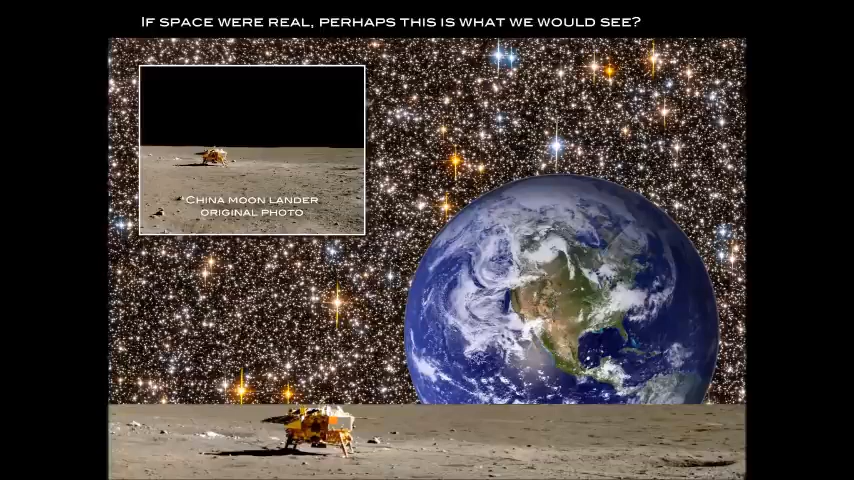 If space were real, perhaps this is what we would see?
*China moon lander
original photo